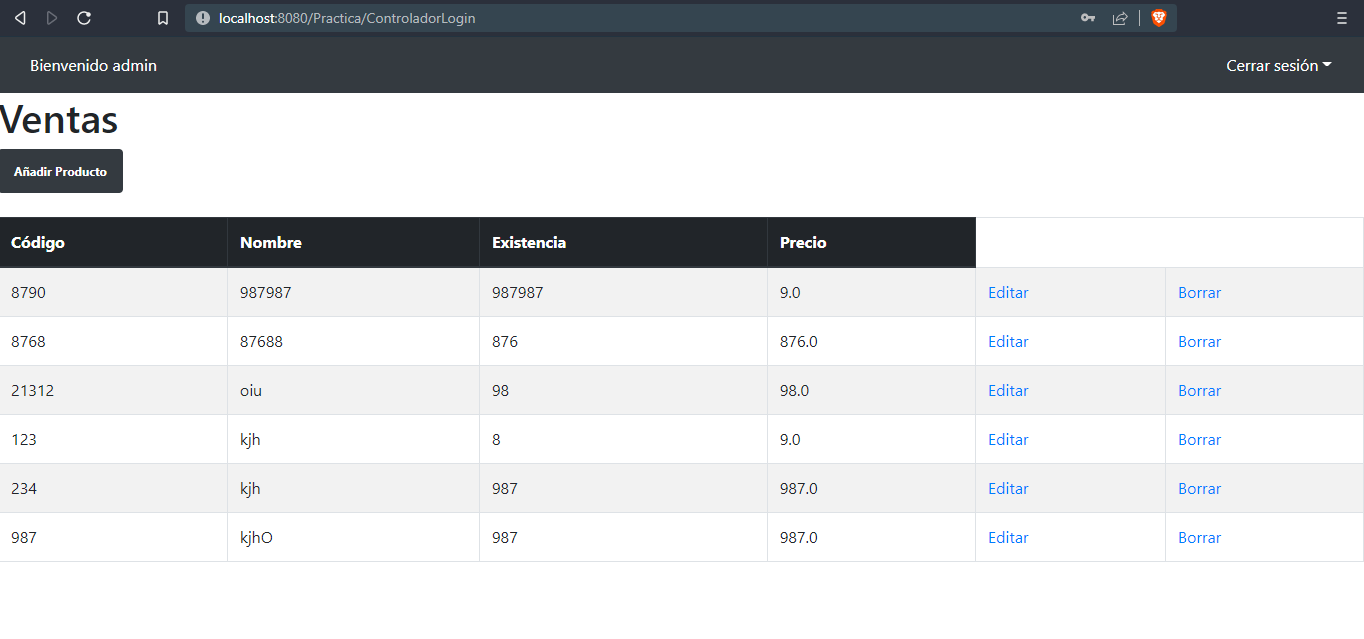 localhost:8080/Practica/ControladorLogin
Bienvenido admin Cerrar sesión
Ventas
Añadir Producto
Código Nombre Existencia Precio
8790 987987 987987 9.0 Editar Borrar
8768 87688 876 876.0 Editar Borrar
21312 oiu 98 98.0 Editar Borrar
123 kjh 8 9.0 Editar Borrar
234 kjh 987 987.0 Editar Borrar
987 kjhO 987 987.0 Editar Borrar